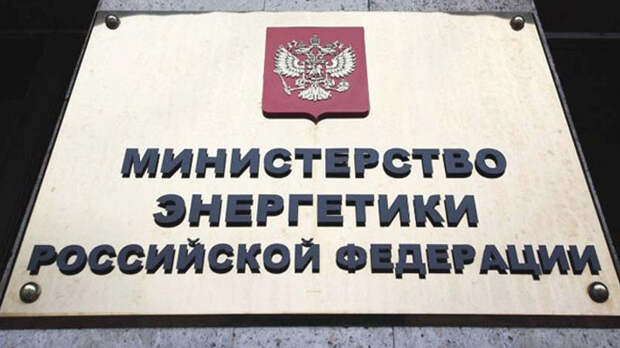 МИНИСТЕРСТВО
ЭНЕРГЕТИКИ
РОССИЙСКОЙ ФЕДЕРАЦИИ